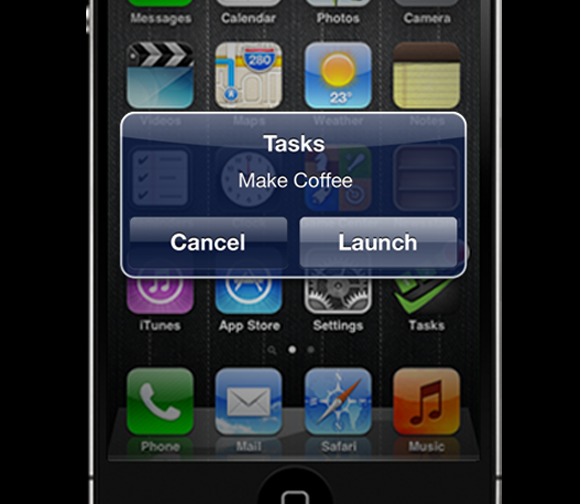 Messages Calendar Photos Camera
280
23°
Videos Maps Weather Notes
Tasks
Make Coffee
Cancel Launch
iTunes App Store Settings Tasks
Phone Mail Safari Music